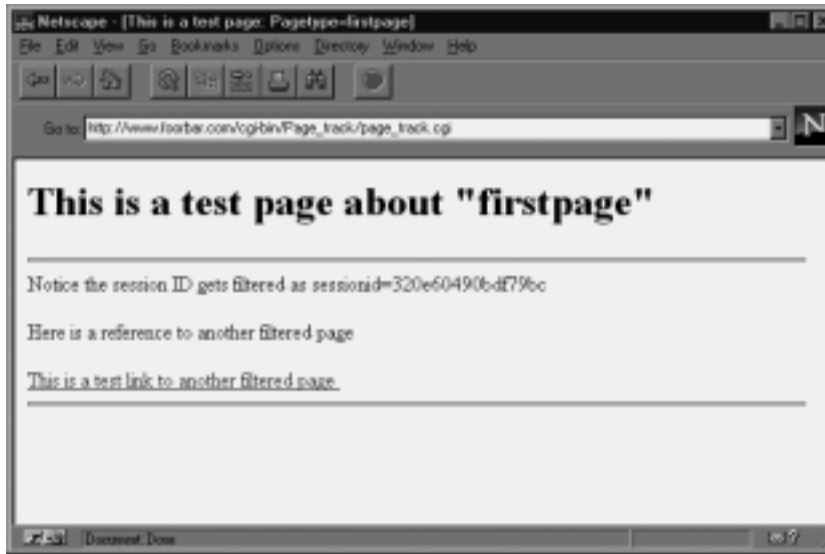 Netscape - [This is a test page: Pagetype=firstpage]
File Edit View Go Bookmarks Options Directory Window Help
Go to: http://www.foorbar.com/cgi-bin/Page_track/page_track.cgi
N
This is a test page about "firstpage"
Notice the session ID gets filtered as sessionid=320e60490bdf79bc
Here is a reference to another filtered page
This is a test link to another filtered page
Document: Done